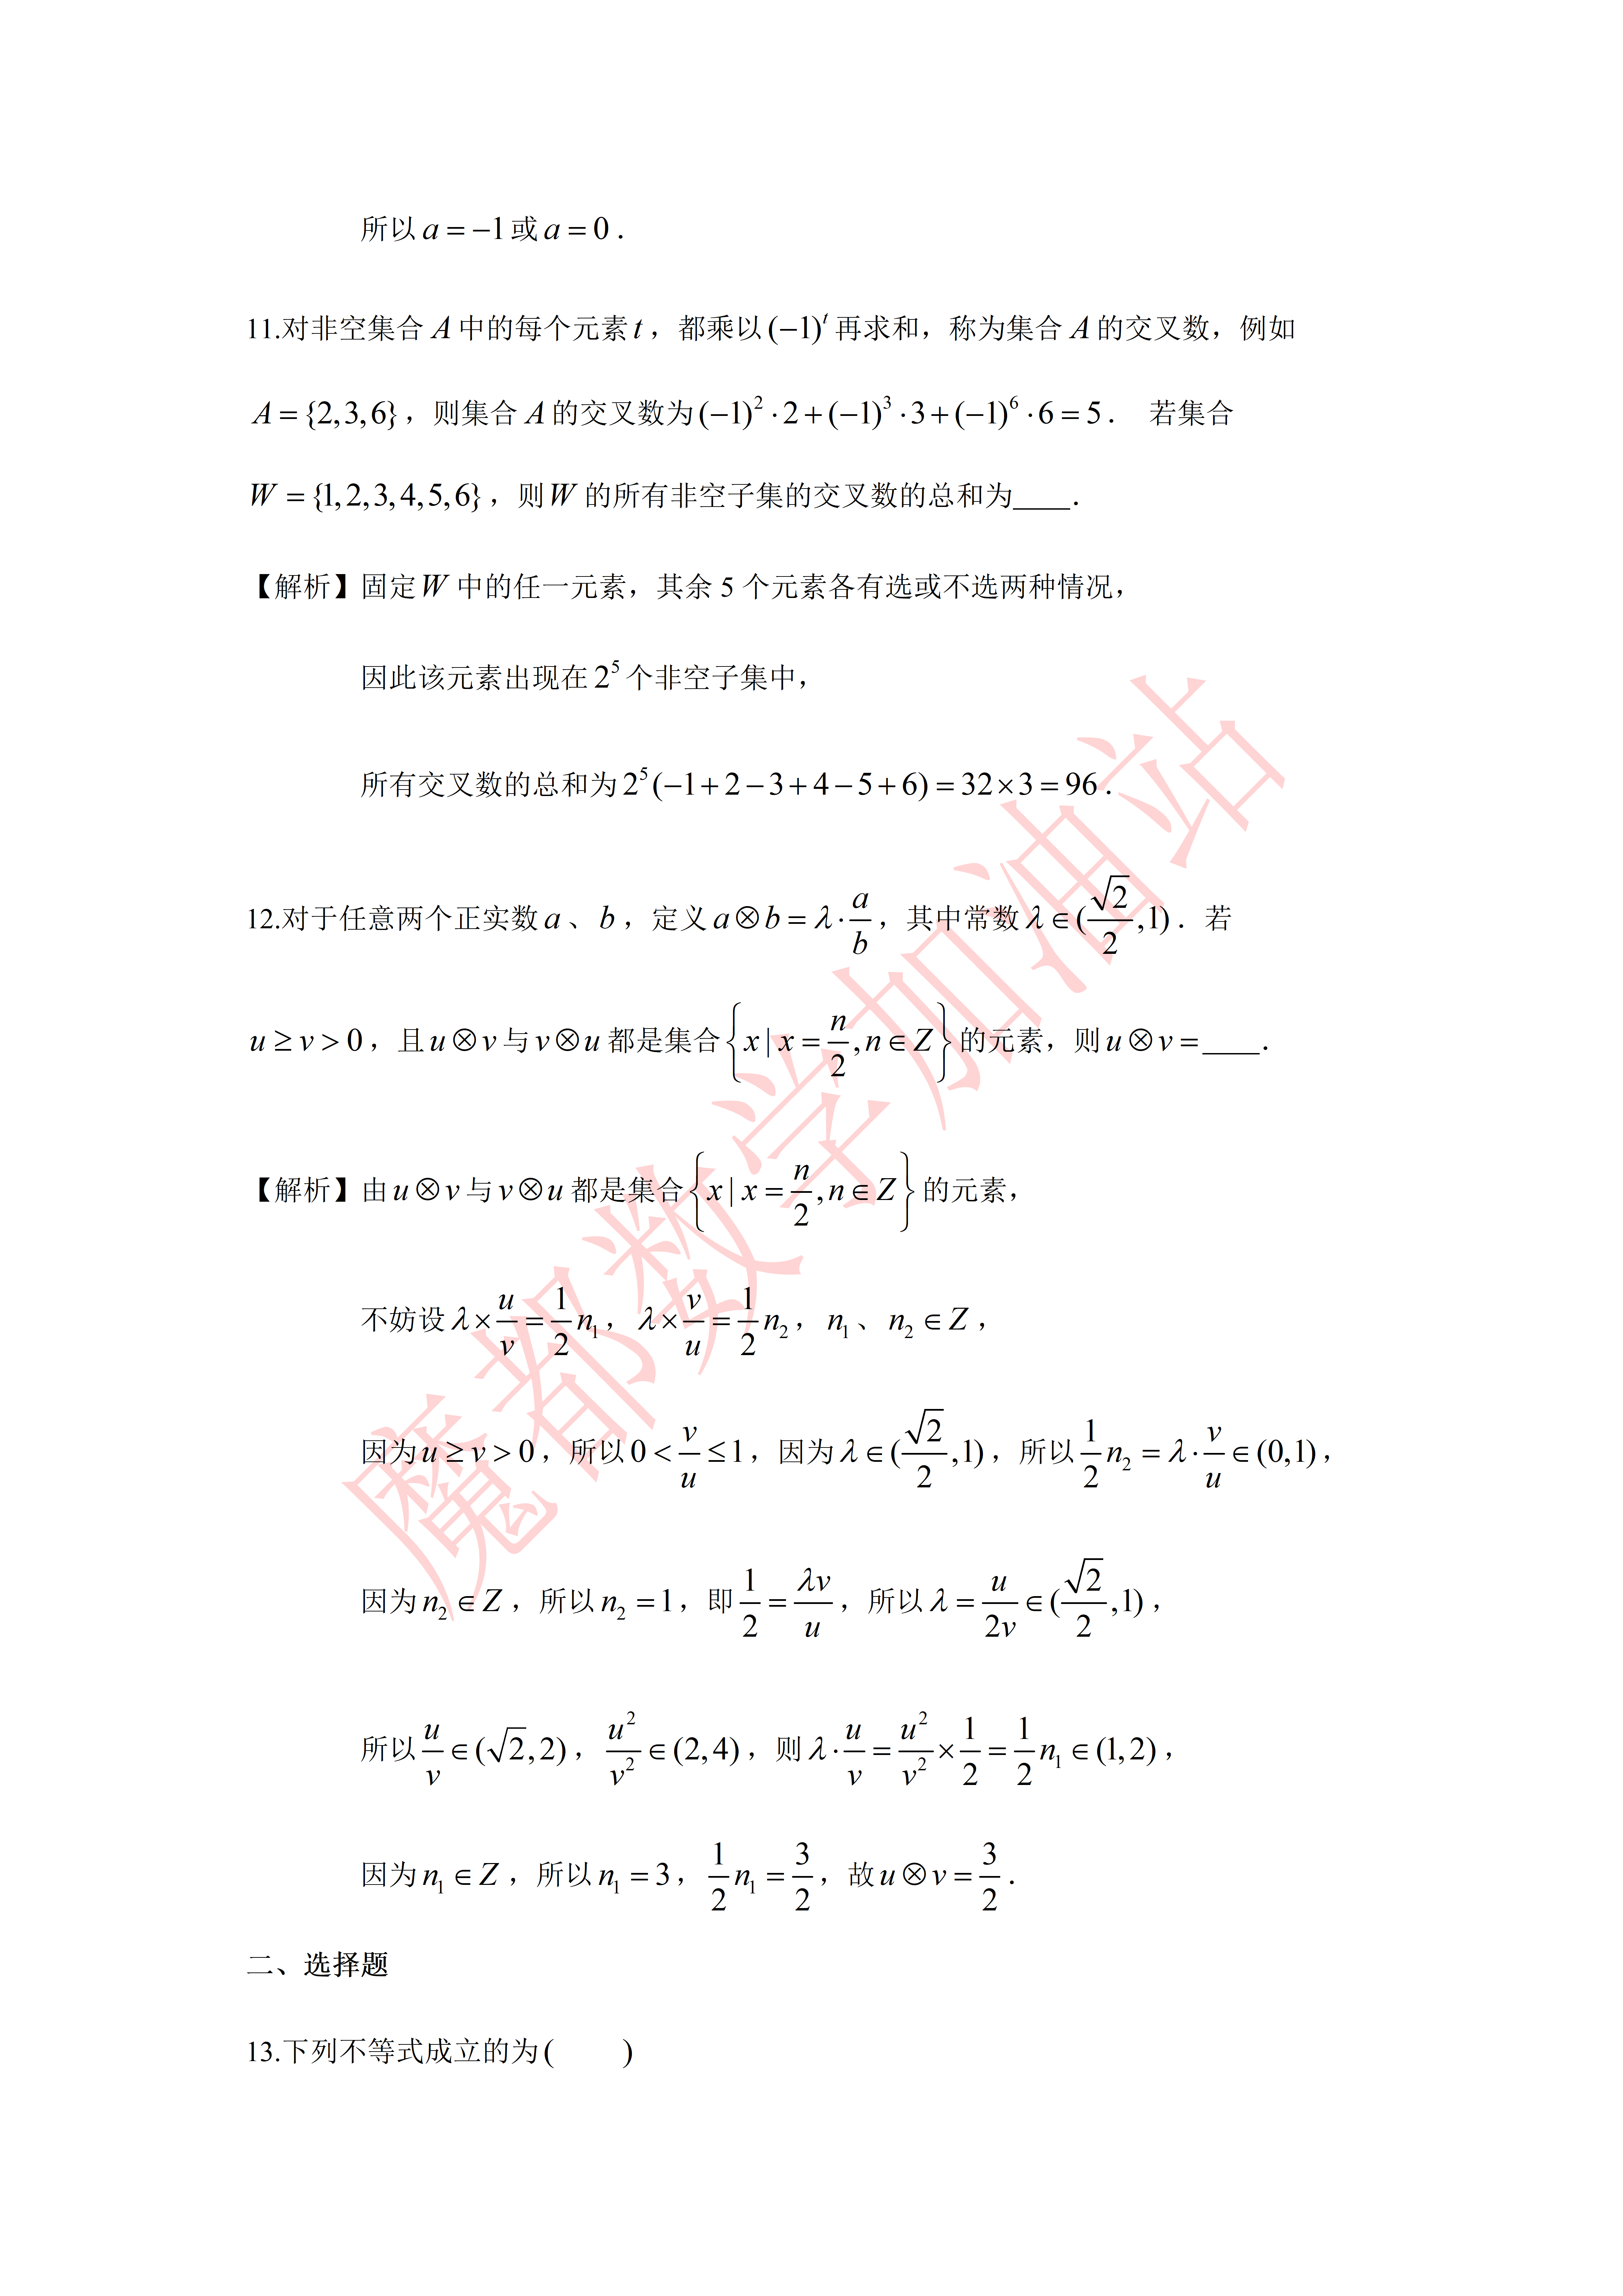 所以 a = −1 或 a = 0 .
11.对非空集合 A 中的每个元素 t ，都乘以 (−1)^t 再求和，称为集合 A 的交叉数，例如
A = {2,3,6} ，则集合 A 的交叉数为 (−1)^2 · 2 + (−1)^3 · 3 + (−1)^6 · 6 = 5 . 若集合
W = {1,2,3,4,5,6} ，则 W 的所有非空子集的交叉数的总和为____.
【解析】固定 W 中的任一元素，其余 5 个元素各有选或不选两种情况，
因此该元素出现在 2^5 个非空子集中，
所有交叉数的总和为 2^5 (−1 + 2 − 3 + 4 − 5 + 6) = 32 × 3 = 96 .
12.对于任意两个正实数 a 、 b ，定义 a ⊗ b = λ · a/b ，其中常数 λ ∈ (√2/2 ,1) . 若
u ≥ v > 0 ，且 u ⊗ v 与 v ⊗ u 都是集合 {x | x = n/2 , n ∈ Z} 的元素，则 u ⊗ v = ____.
【解析】由 u ⊗ v 与 v ⊗ u 都是集合 {x | x = n/2 , n ∈ Z} 的元素，
不妨设 λ × u/v = 1/2 n₁ ， λ × v/u = 1/2 n₂ ， n₁ 、 n₂ ∈ Z ，
因为 u ≥ v > 0 ，所以 0 < v/u ≤ 1 ，因为 λ ∈ (√2/2 ,1) ，所以 1/2 n₂ = λ · v/u ∈ (0,1) ，
因为 n₂ ∈ Z ，所以 n₂ = 1 ，即 1/2 = λv/u ，所以 λ = u/2v ∈ (√2/2 ,1) ，
所以 u/v ∈ (√2 , 2) ， u²/v² ∈ (2,4) ，则 λ · u/v = u²/v² × 1/2 = 1/2 n₁ ∈ (1,2) ，
因为 n₁ ∈ Z ，所以 n₁ = 3 ， 1/2 n₁ = 3/2 ，故 u ⊗ v = 3/2 .
二、选择题
13.下列不等式成立的为 ( )
魔都数学加油站